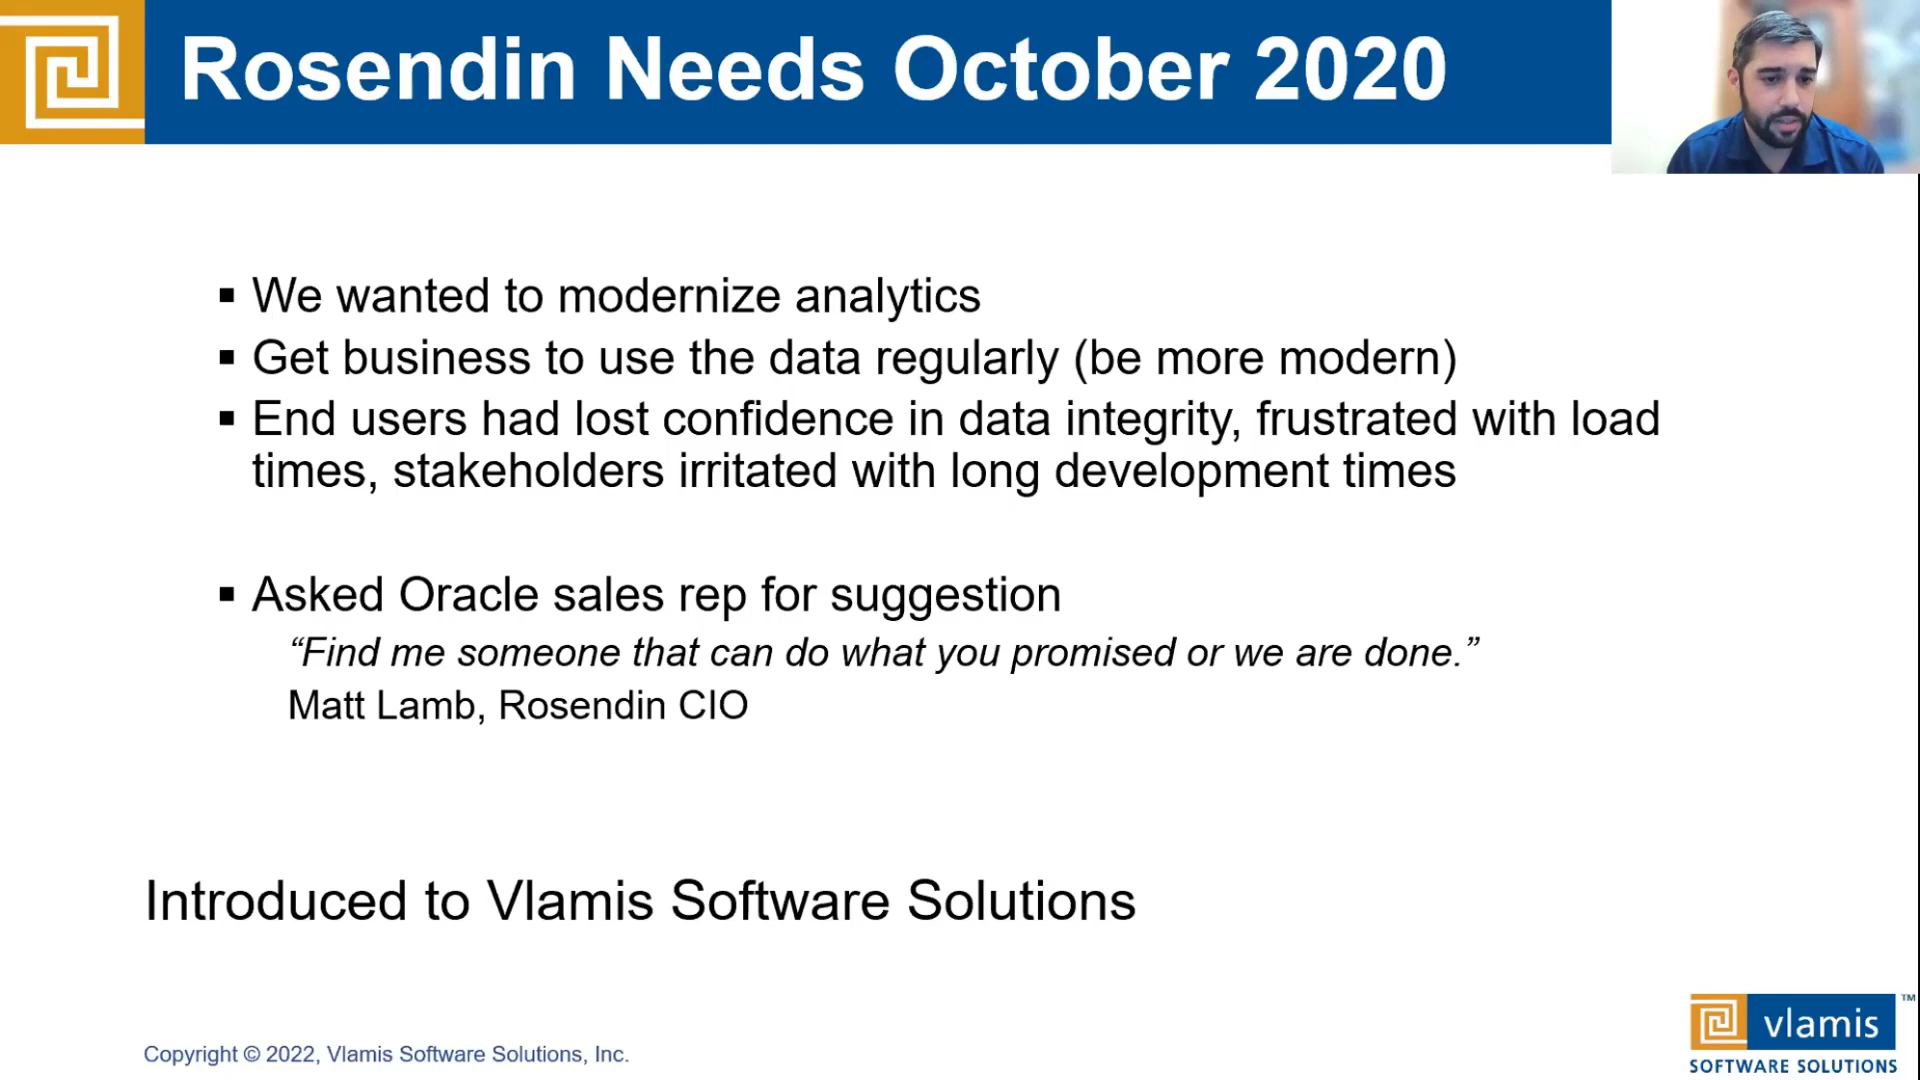 Rosendin Needs October 2020
▪ We wanted to modernize analytics
▪ Get business to use the data regularly (be more modern)
▪ End users had lost confidence in data integrity, frustrated with load
times, stakeholders irritated with long development times
▪ Asked Oracle sales rep for suggestion
“Find me someone that can do what you promised or we are done.”
Matt Lamb, Rosendin CIO
Introduced to Vlamis Software Solutions
vlamis™
SOFTWARE SOLUTIONS
Copyright © 2022, Vlamis Software Solutions, Inc.